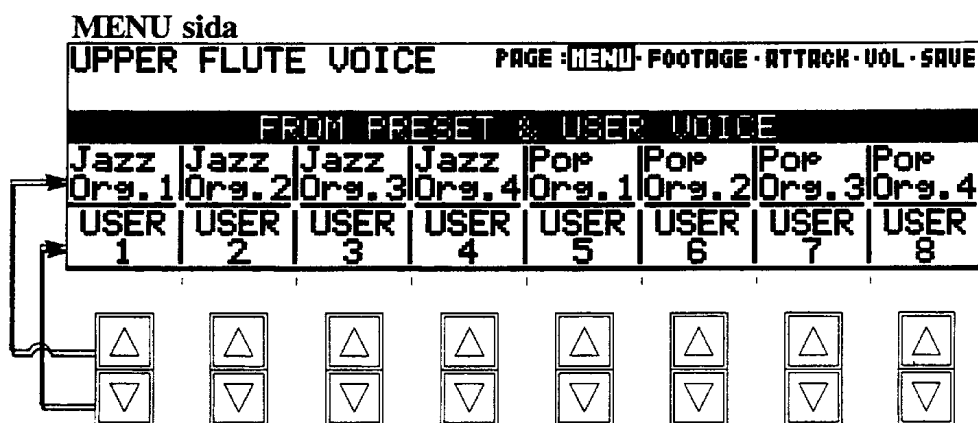 MENU sida
UPPER FLUTE VOICE PAGE : MENU · FOOTAGE · ATTACK · VOL · SAVE
FROM PRESET & USER VOICE
Jazz Jazz Jazz Jazz Pop Pop Pop Pop
Org.1 Org.2 Org.3 Org.4 Org.1 Org.2 Org.3 Org.4
USER USER USER USER USER USER USER USER
1 2 3 4 5 6 7 8